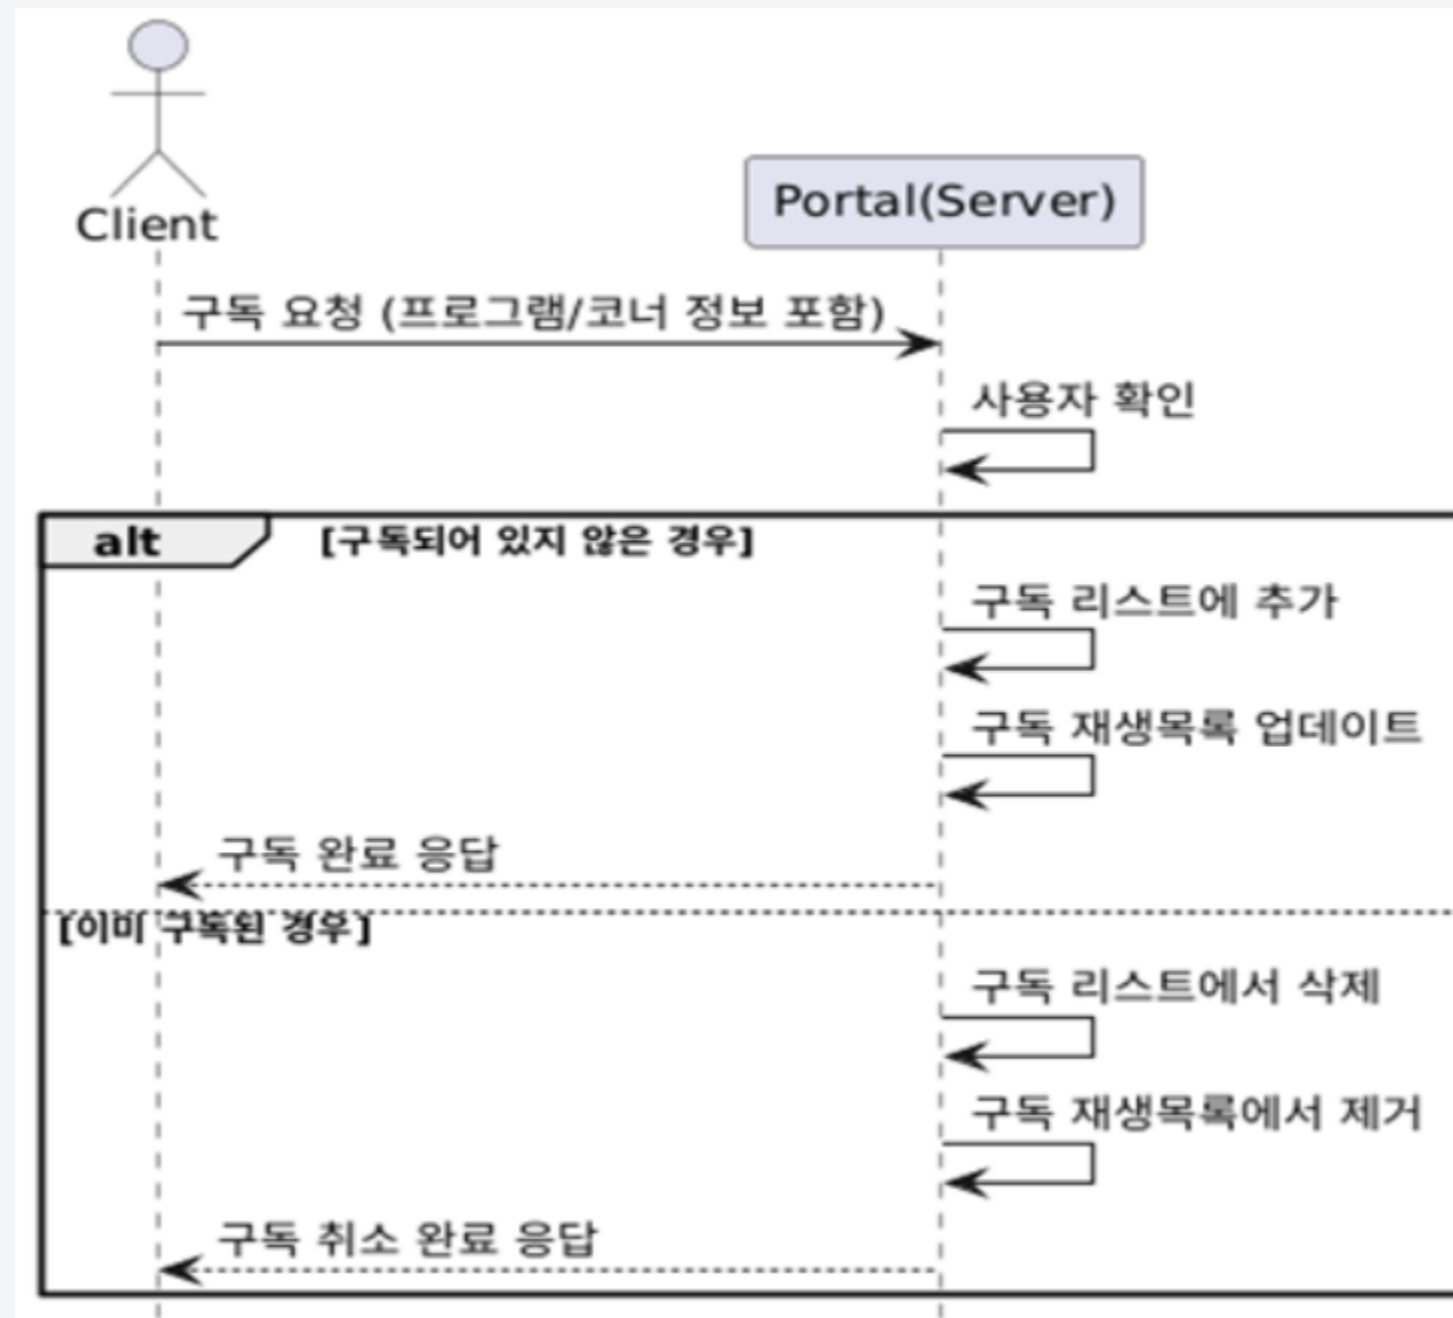 Client
Portal(Server)
구독 요청 (프로그램/코너 정보 포함)
사용자 확인
alt
[구독되어 있지 않은 경우]
구독 리스트에 추가
구독 재생목록 업데이트
구독 완료 응답
[이미 구독된 경우]
구독 리스트에서 삭제
구독 재생목록에서 제거
구독 취소 완료 응답